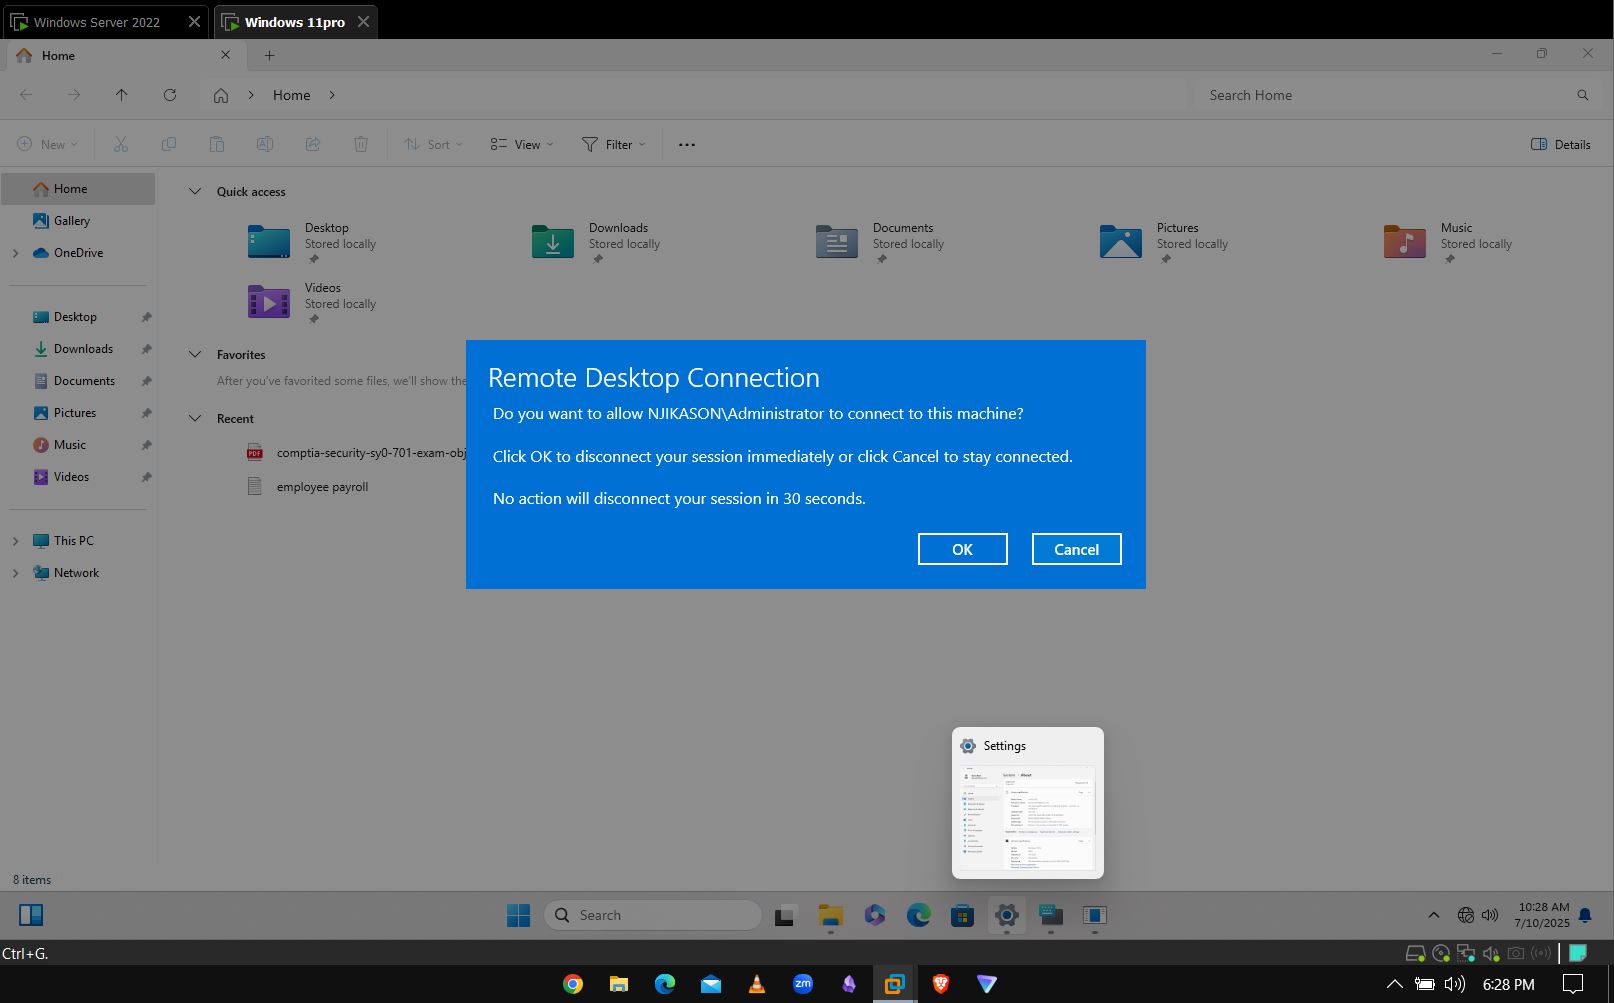 Windows Server 2022
Windows 11pro
Home
Home
Search Home
New
Sort
View
Filter
Details
Home
Gallery
OneDrive
Desktop
Downloads
Documents
Pictures
Music
Videos
This PC
Network
Quick access
Desktop
Stored locally
Downloads
Stored locally
Documents
Stored locally
Pictures
Stored locally
Music
Stored locally
Videos
Stored locally
Favorites
After you've favorited some files, we'll show the
Recent
PDF
comptia-security-sy0-701-exam-obj
employee payroll
Remote Desktop Connection
Do you want to allow NJIKASON\Administrator to connect to this machine?
Click OK to disconnect your session immediately or click Cancel to stay connected.
No action will disconnect your session in 30 seconds.
OK
Cancel
Settings
8 items
Search
10:28 AM
7/10/2025
Ctrl+G.
zm
6:28 PM